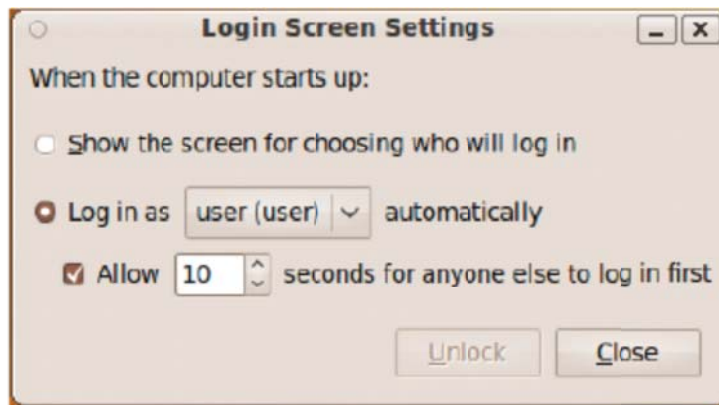 Login Screen Settings
When the computer starts up:
Show the screen for choosing who will log in
Log in as user (user) automatically
Allow 10 seconds for anyone else to log in first
Unlock Close